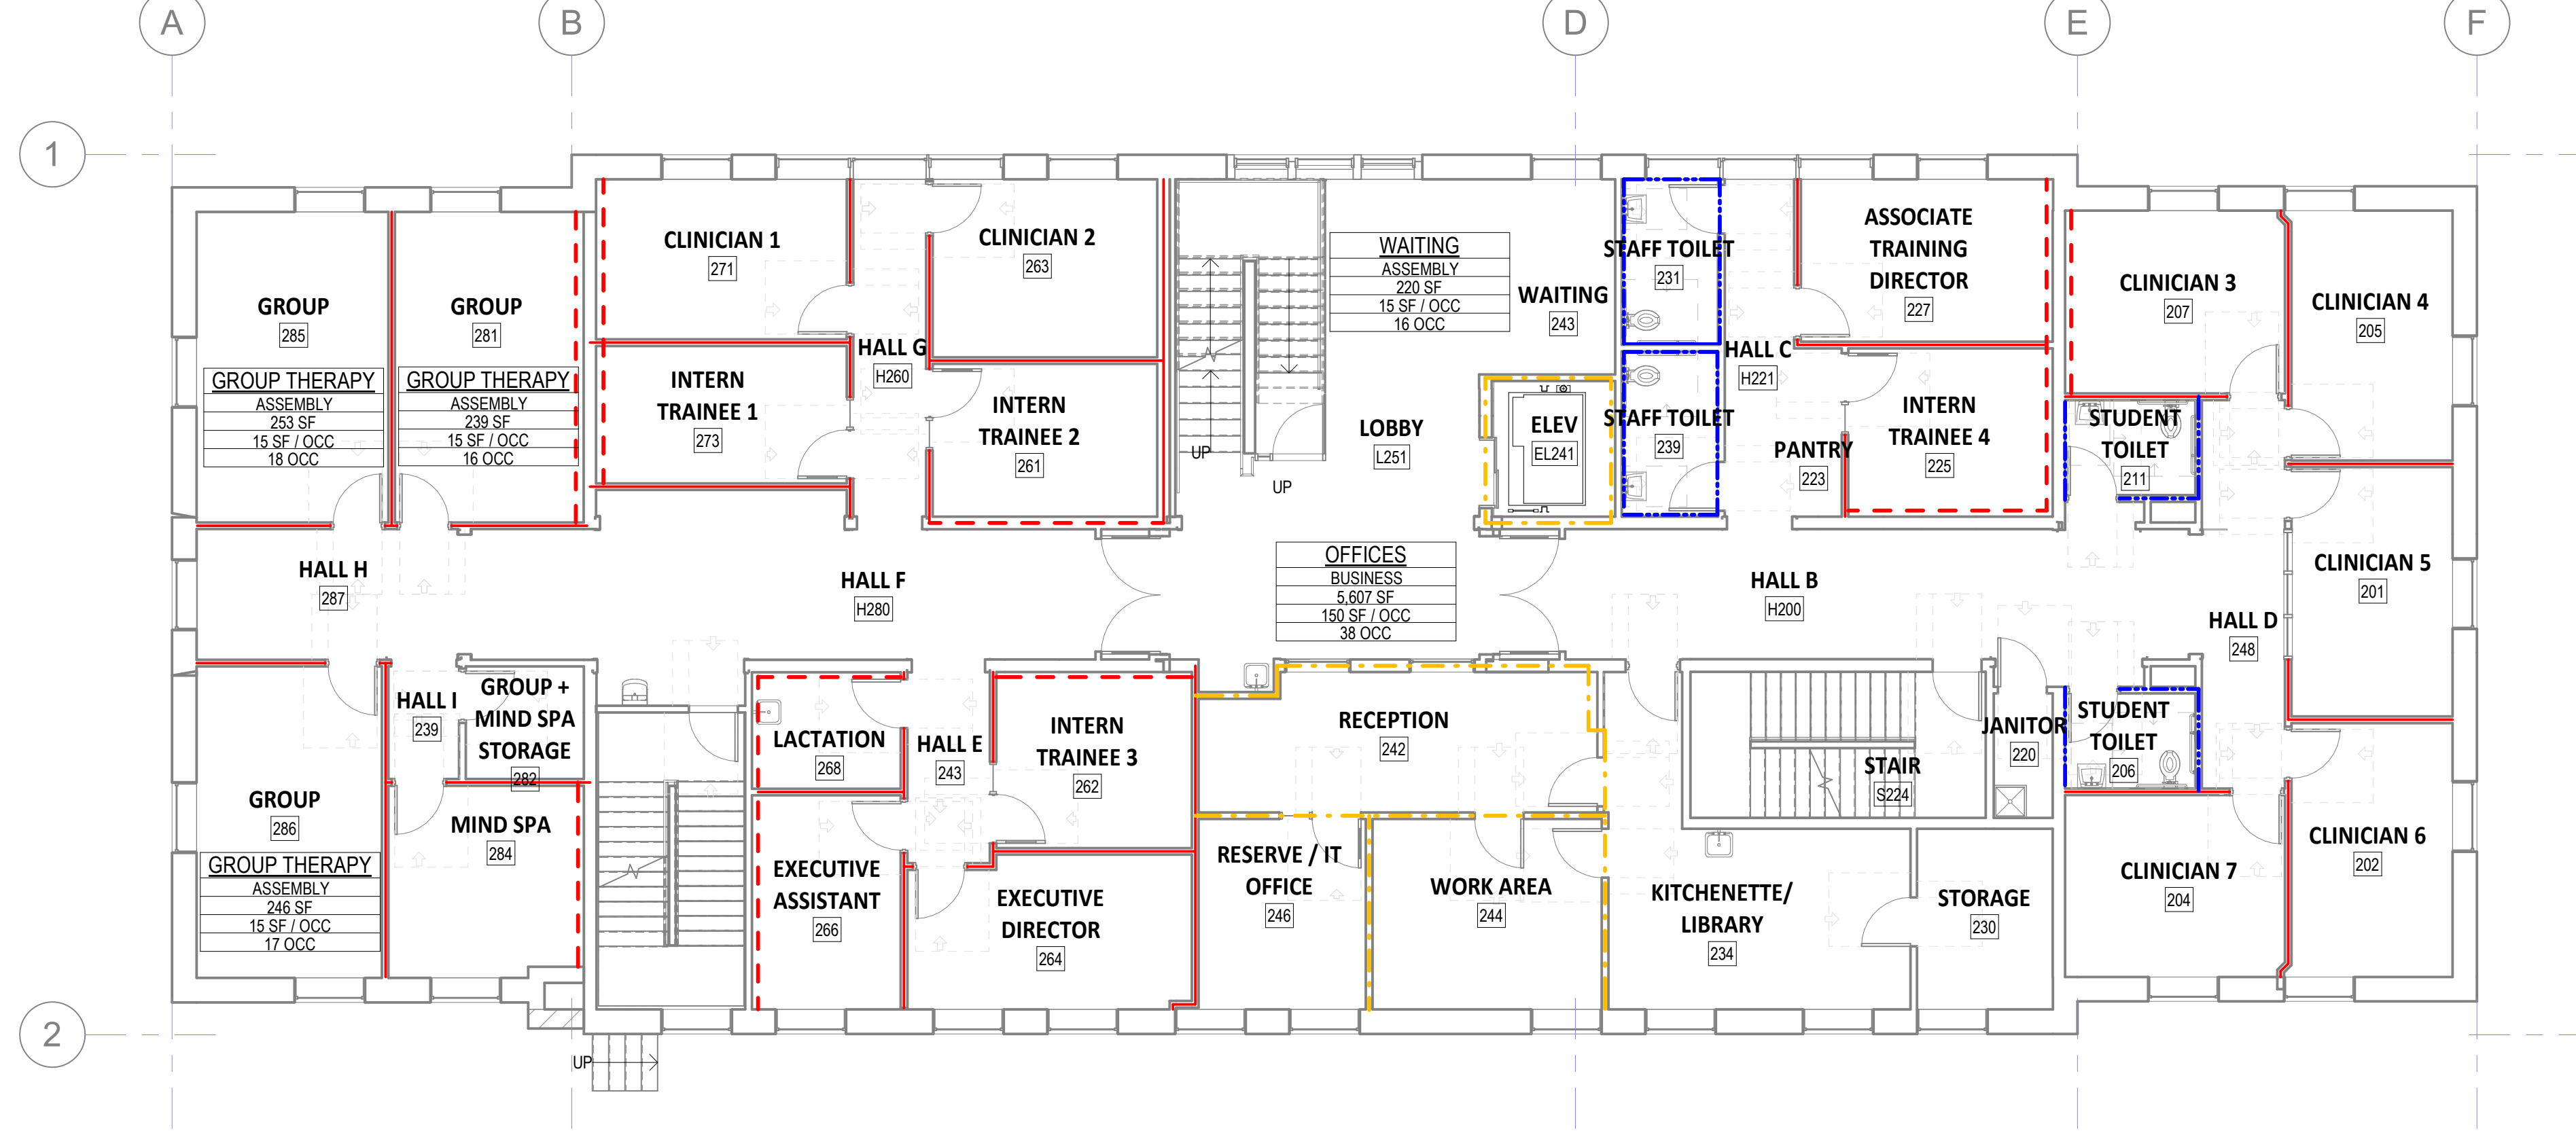 A
B
D
E
F
1
2
CLINICIAN 1
271
CLINICIAN 2
263
GROUP
285
GROUP
281
GROUP THERAPY
ASSEMBLY
253 SF
15 SF / OCC
18 OCC
GROUP THERAPY
ASSEMBLY
239 SF
15 SF / OCC
16 OCC
INTERN
TRAINEE 1
273
HALL G
H260
INTERN
TRAINEE 2
261
WAITING
ASSEMBLY
220 SF
15 SF / OCC
16 OCC
WAITING
243
UP
UP
LOBBY
L251
ELEV
EL241
STAFF TOILET
231
STAFF TOILET
239
HALL C
H221
PANTRY
223
ASSOCIATE
TRAINING
DIRECTOR
227
INTERN
TRAINEE 4
225
CLINICIAN 3
207
CLINICIAN 4
205
STUDENT
TOILET
211
CLINICIAN 5
201
HALL H
287
HALL F
H280
OFFICES
BUSINESS
5,607 SF
150 SF / OCC
38 OCC
HALL B
H200
HALL D
248
HALL I
239
GROUP +
MIND SPA
STORAGE
282
GROUP
286
GROUP THERAPY
ASSEMBLY
246 SF
15 SF / OCC
17 OCC
MIND SPA
284
LACTATION
268
HALL E
243
INTERN
TRAINEE 3
262
EXECUTIVE
ASSISTANT
266
EXECUTIVE
DIRECTOR
264
RECEPTION
242
RESERVE / IT
OFFICE
246
WORK AREA
244
STAIR
S224
JANITOR
220
STUDENT
TOILET
206
KITCHENETTE/
LIBRARY
234
STORAGE
230
CLINICIAN 7
204
CLINICIAN 6
202
UP